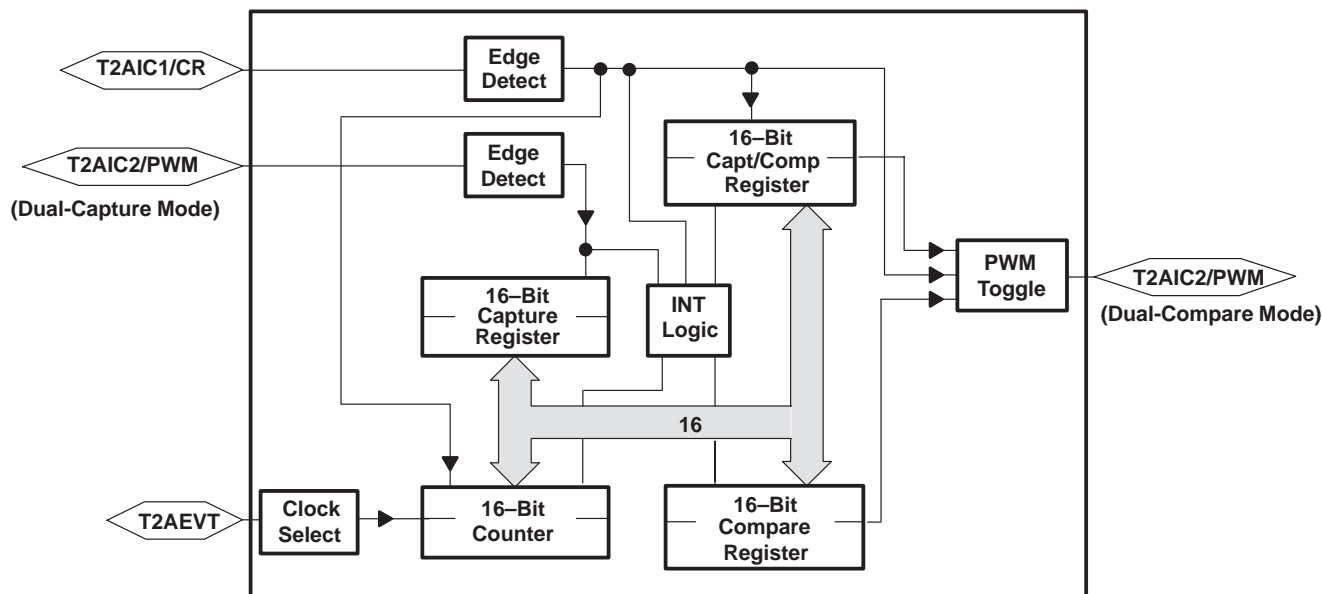 T2AIC1/CR
Edge
Detect
T2AIC2/PWM
(Dual-Capture Mode)
Edge
Detect
16–Bit
Capt/Comp
Register
16–Bit
Capture
Register
INT
Logic
PWM
Toggle
T2AIC2/PWM
(Dual-Compare Mode)
16
T2AEVT
Clock
Select
16–Bit
Counter
16–Bit
Compare
Register